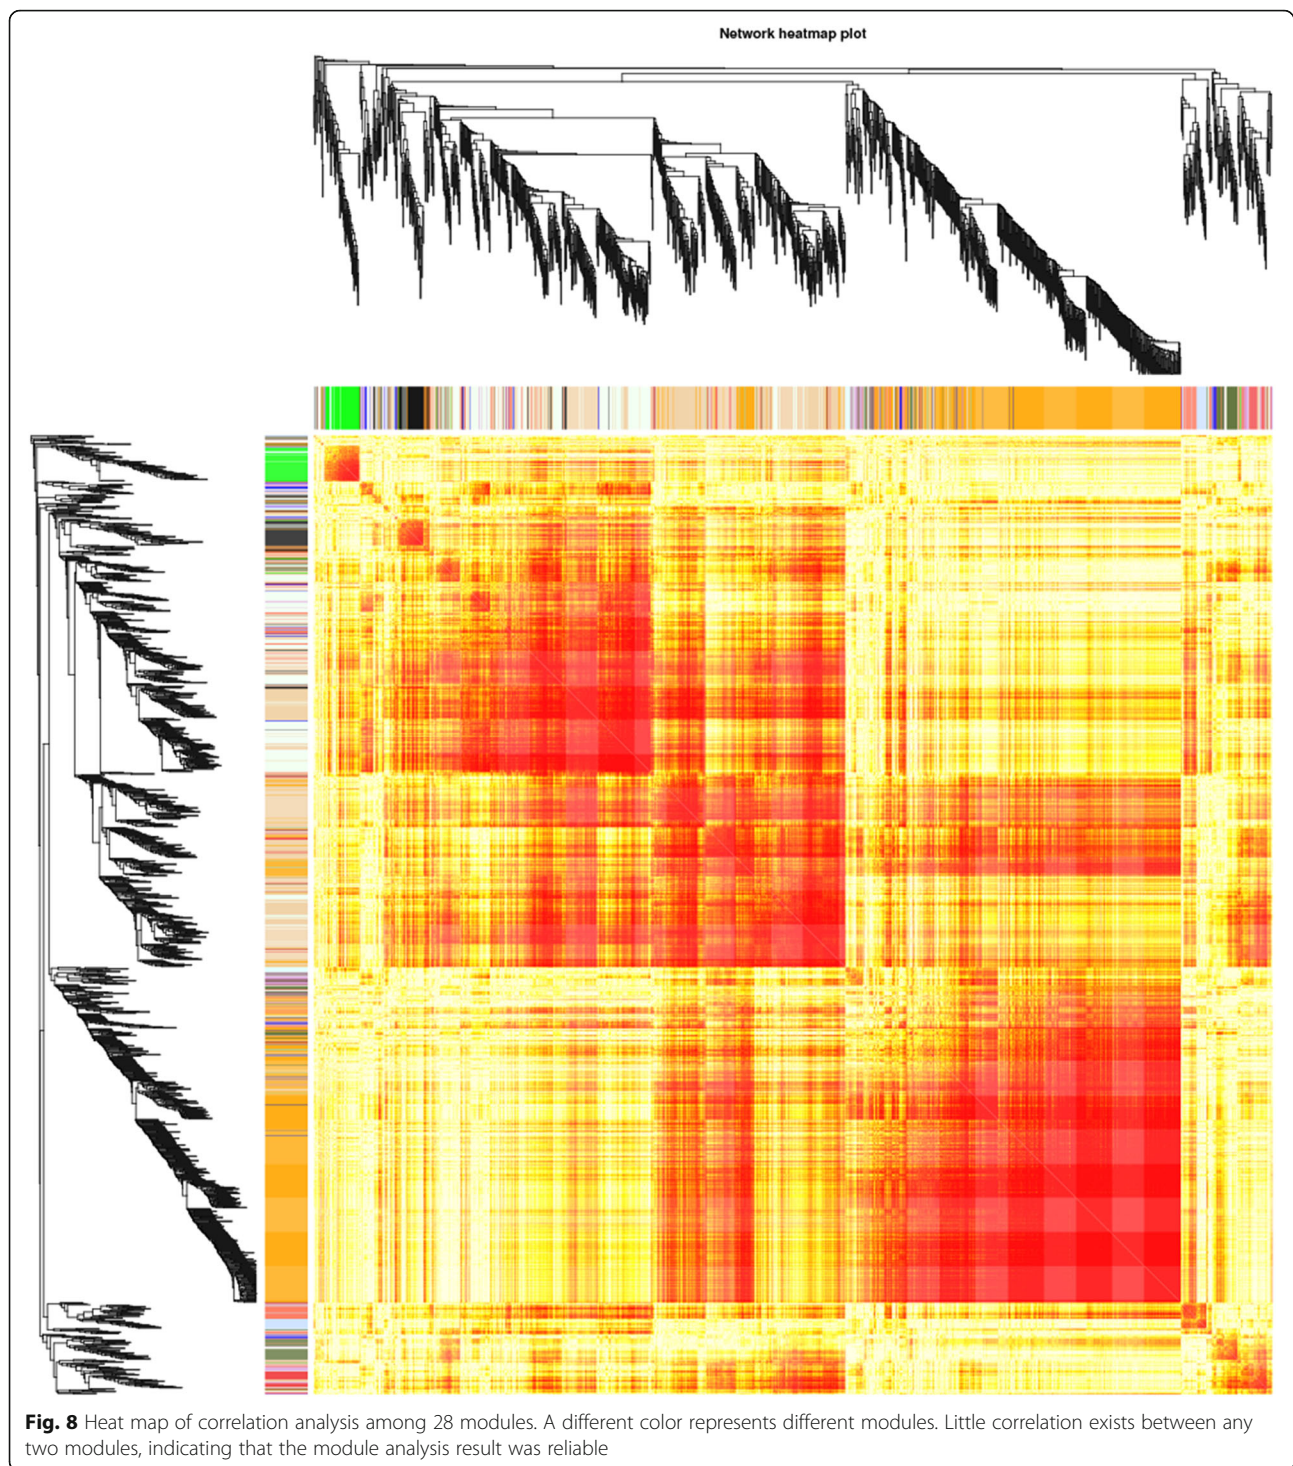 Network heatmap plot
Fig. 8 Heat map of correlation analysis among 28 modules. A different color represents different modules. Little correlation exists between any
two modules, indicating that the module analysis result was reliable